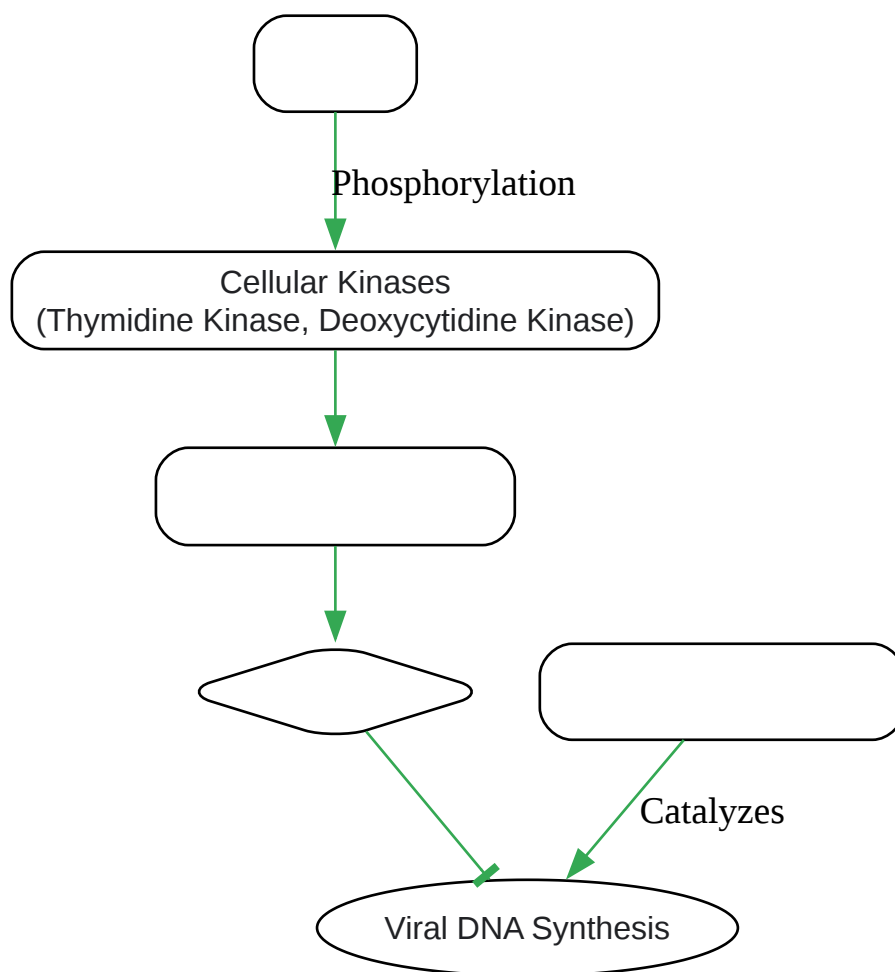 Phosphorylation
Cellular Kinases
(Thymidine Kinase, Deoxycytidine Kinase)
Catalyzes
Viral DNA Synthesis